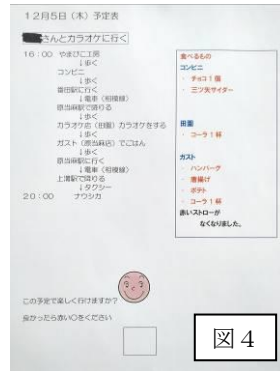 12月5日（木）予定表
さんとカラオケに行く
16：00　やまびこ工房
↓歩く
コンビニ
↓歩く
番田駅に行く
↓電車（相模線）
原当麻駅で降りる
↓歩く
カラオケ店（田園）カラオケをする
↓歩く
ガスト（原当麻店）でごはん
↓歩く
原当麻駅に行く
↓電車（相模線）
上溝駅で降りる
↓タクシー
20：00　ナウシカ
食べるもの
コンビニ
・チョコ1個
・三ツ矢サイダー
田園
・コーラ1杯
ガスト
・ハンバーグ
・唐揚げ
・ポテト
・コーラ1杯
赤いストローが
なくなりました。
この予定で楽しく行けますか？
良かったら赤い○をください
図4